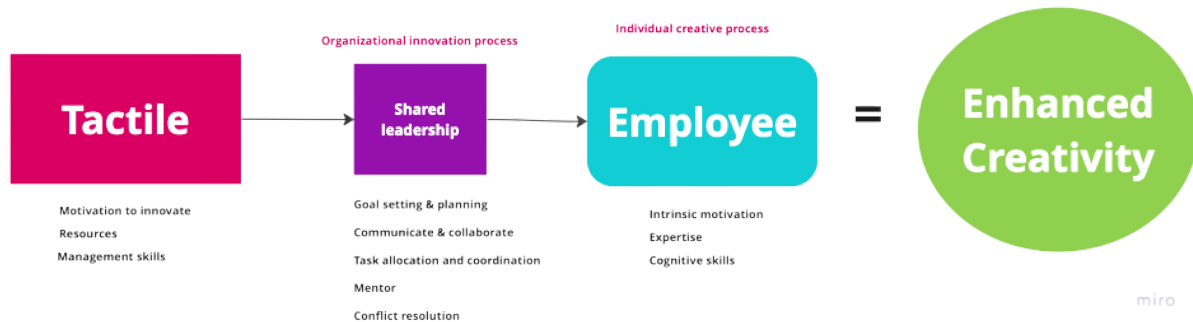 Organizational innovation process
Individual creative process
Tactile
Shared
leadership
Employee
=
Enhanced
Creativity
Motivation to innovate
Resources
Management skills
Goal setting & planning
Communicate & collaborate
Task allocation and coordination
Mentor
Conflict resolution
Intrinsic motivation
Expertise
Cognitive skills
miro